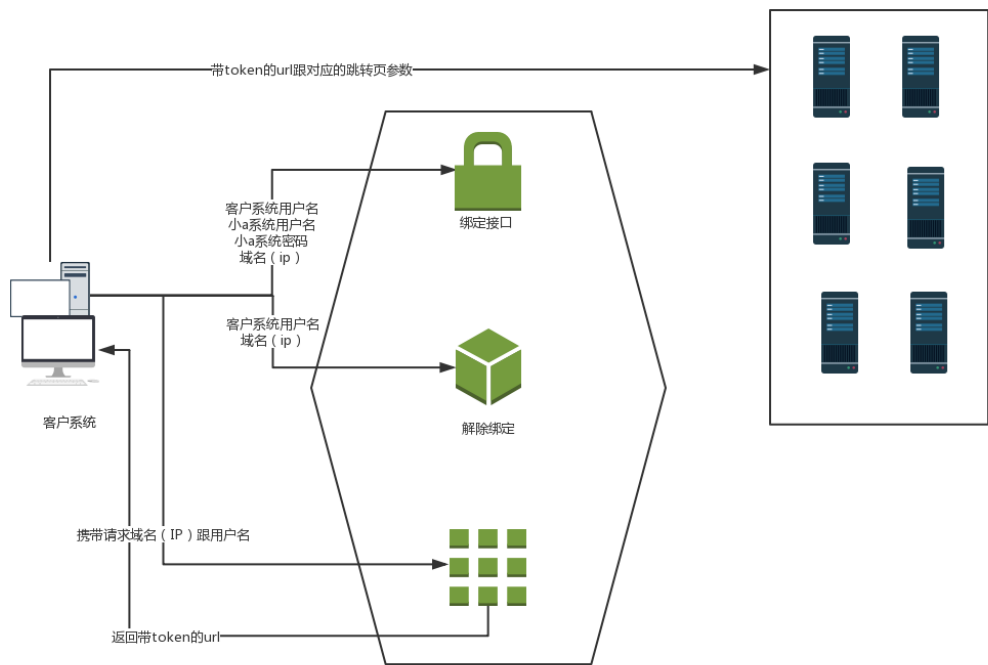 带token的url跟对应的跳转页参数
客户系统用户名
小a系统用户名
小a系统密码
域名（ip）
绑定接口
客户系统用户名
域名（ip）
客户系统
解除绑定
携带请求域名（IP）跟用户名
返回带token的url